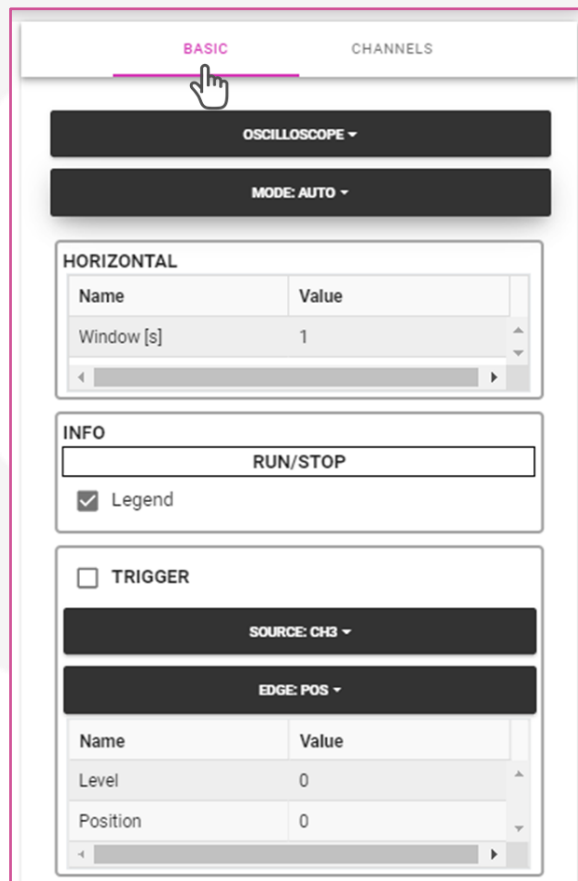 BASIC CHANNELS
OSCILLOSCOPE
MODE: AUTO
HORIZONTAL
Name Value
Window [s] 1
INFO
RUN/STOP
Legend
TRIGGER
SOURCE: CH3
EDGE: POS
Name Value
Level 0
Position 0